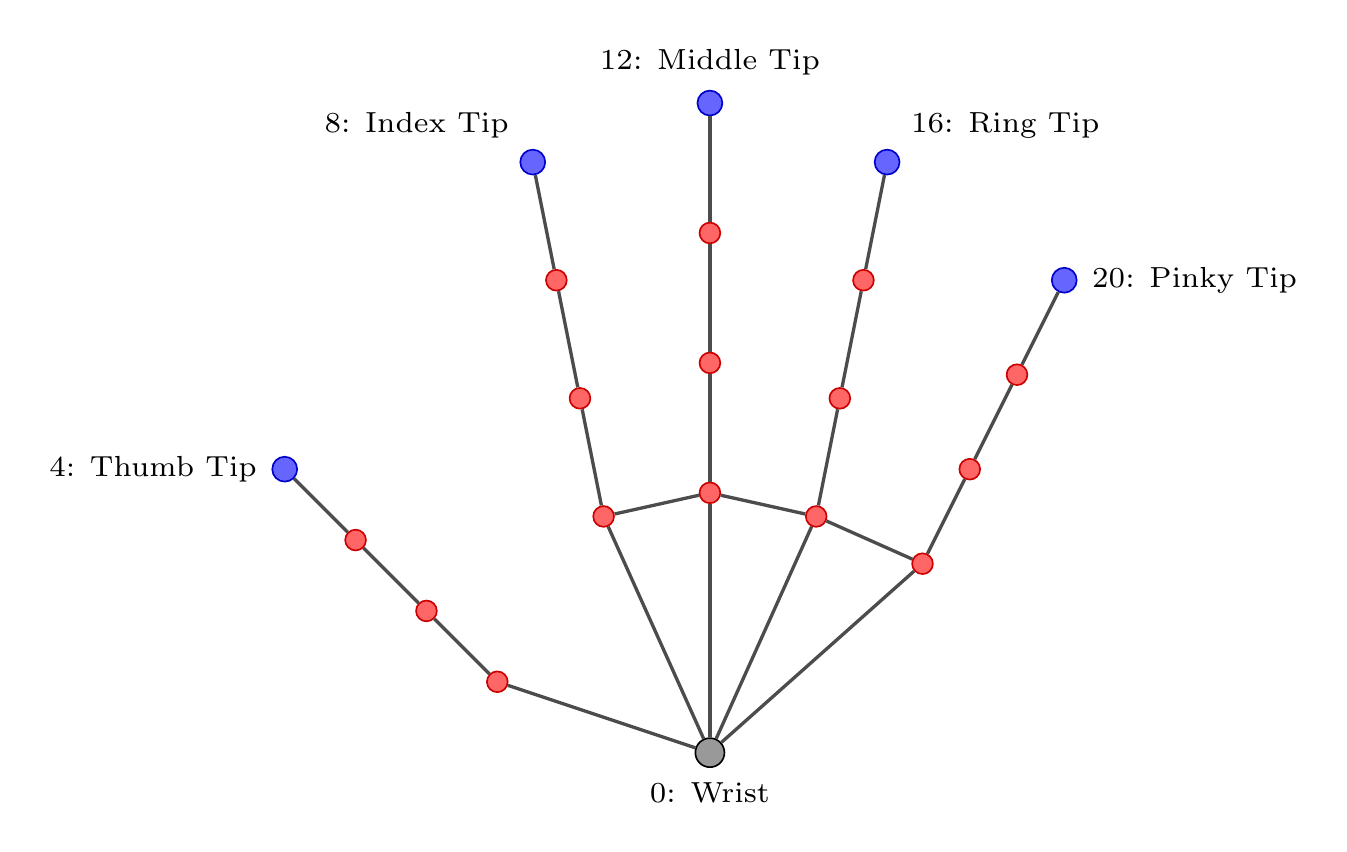 12: Middle Tip
8: Index Tip
16: Ring Tip
20: Pinky Tip
4: Thumb Tip
0: Wrist